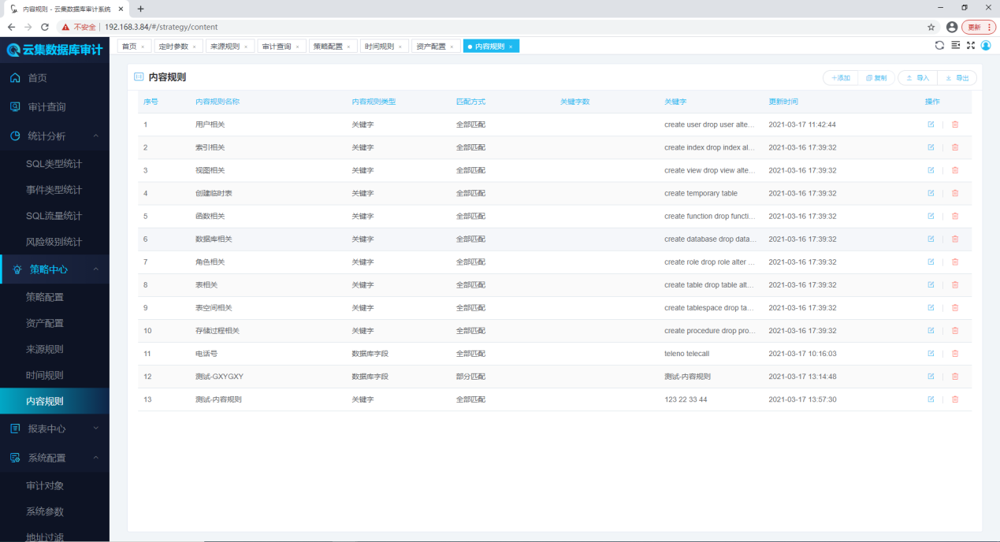 内容规则 - 云集数据库审计系统
不安全 192.168.3.84/#/strategy/content 更新
云集数据库审计
首页 定时参数 来源规则 审计查询 策略配置 时间规则 资产配置 内容规则
首页
审计查询
统计分析
SQL类型统计
事件类型统计
SQL流量统计
风险级别统计
策略中心
策略配置
资产配置
来源规则
时间规则
内容规则
报表中心
系统配置
审计对象
系统参数
地址过滤
内容规则 +添加 复制 导入 导出
序号 内容规则名称 内容规则类型 匹配方式 关键字数 关键字 更新时间 操作
1 用户相关 关键字 全部匹配 create user drop user alte... 2021-03-17 11:42:44
2 索引相关 关键字 全部匹配 create index drop index al... 2021-03-16 17:39:32
3 视图相关 关键字 全部匹配 create view drop view alte... 2021-03-16 17:39:32
4 创建临时表 关键字 全部匹配 create temporary table 2021-03-16 17:39:32
5 函数相关 关键字 全部匹配 create function drop functi... 2021-03-16 17:39:32
6 数据库相关 关键字 全部匹配 create database drop data... 2021-03-16 17:39:32
7 角色相关 关键字 全部匹配 create role drop role alter ... 2021-03-16 17:39:32
8 表相关 关键字 全部匹配 create table drop table alt... 2021-03-16 17:39:32
9 表空间相关 关键字 全部匹配 create tablespace drop ta... 2021-03-16 17:39:32
10 存储过程相关 关键字 全部匹配 create procedure drop pro... 2021-03-16 17:39:32
11 电话号 数据库字段 全部匹配 teleno telecall 2021-03-17 10:16:03
12 测试-GXYGXY 数据库字段 部分匹配 测试-内容规则 2021-03-17 13:14:48
13 测试-内容规则 关键字 全部匹配 123 22 33 44 2021-03-17 13:57:30